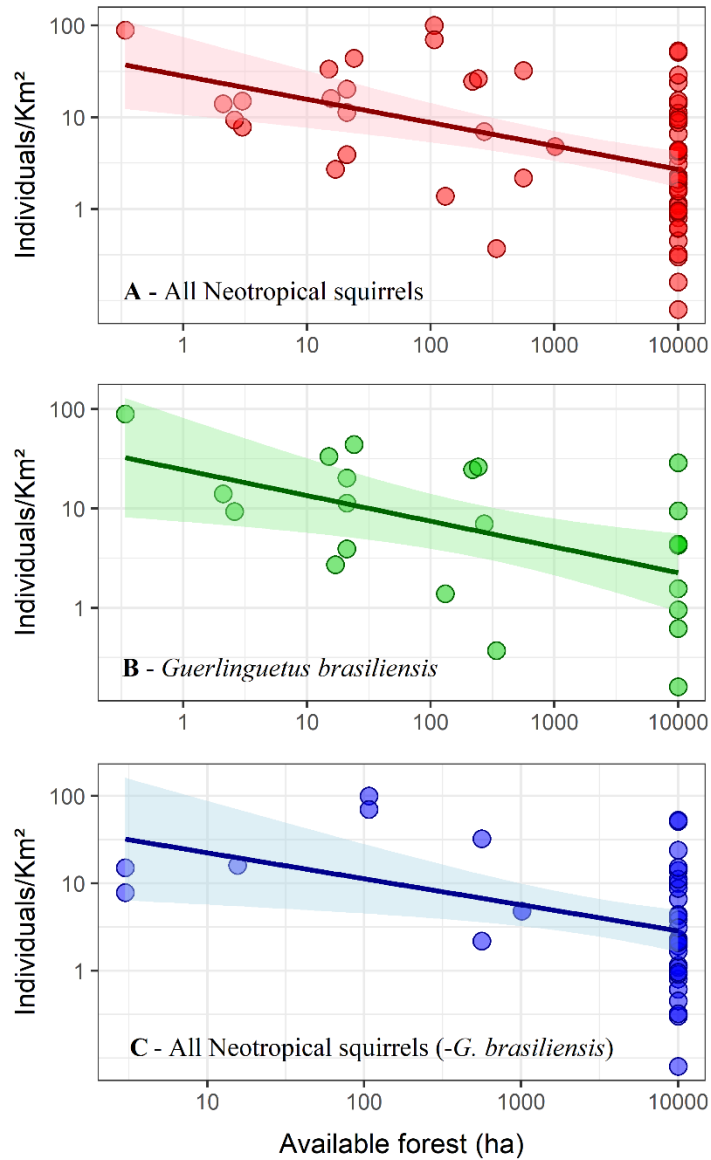 100
10
1
Individuals/Km²
A - All Neotropical squirrels
1 10 100 1000 10000
100
10
1
Individuals/Km²
B - Guerlinguetus brasiliensis
1 10 100 1000 10000
100
10
1
Individuals/Km²
C - All Neotropical squirrels (-G. brasiliensis)
10 100 1000 10000
Available forest (ha)